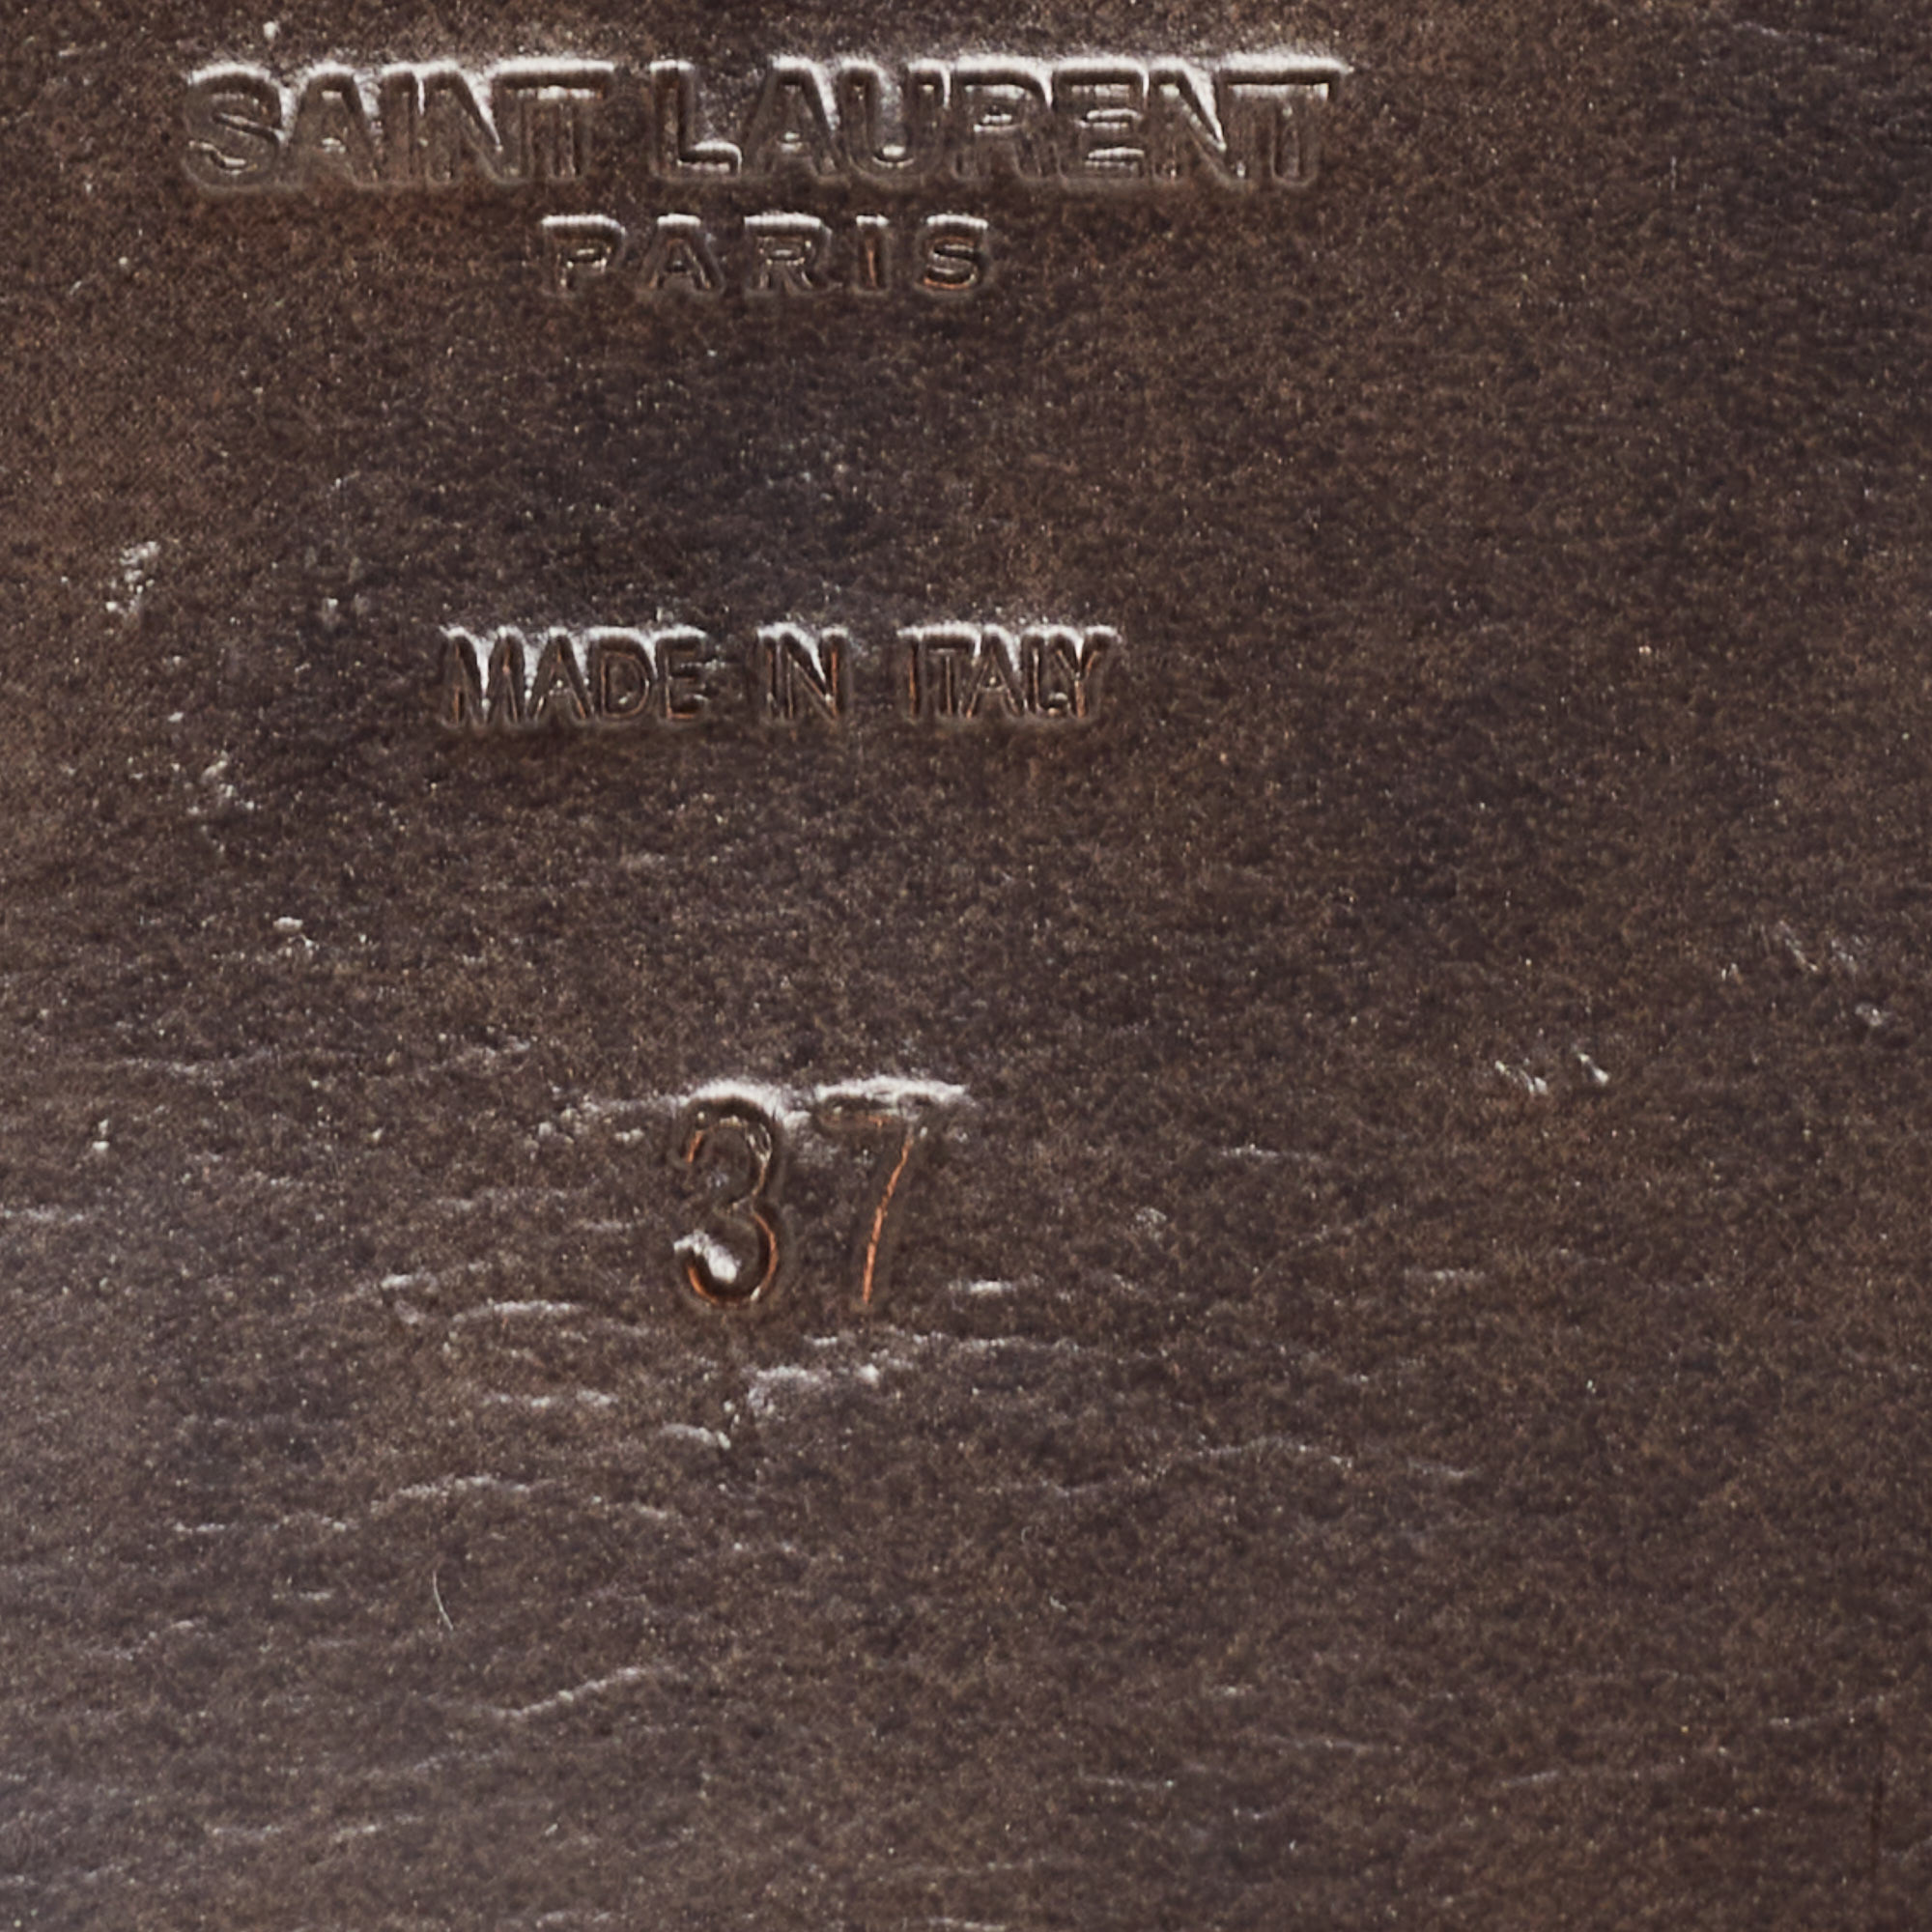 SAINT LAURENT
PARIS
MADE IN ITALY
37